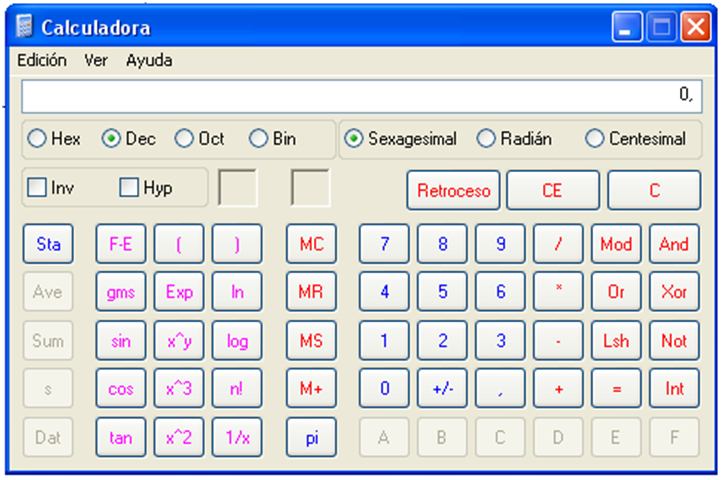 Calculadora
Edición Ver Ayuda
0,
Hex Dec Oct Bin Sexagesimal Radián Centesimal
Inv Hyp Retroceso CE C
Sta F-E ( ) MC 7 8 9 / Mod And
Ave gms Exp ln MR 4 5 6 * Or Xor
Sum sin x^y log MS 1 2 3 - Lsh Not
s cos x^3 n! M+ 0 +/- , + = Int
Dat tan x^2 1/x pi A B C D E F